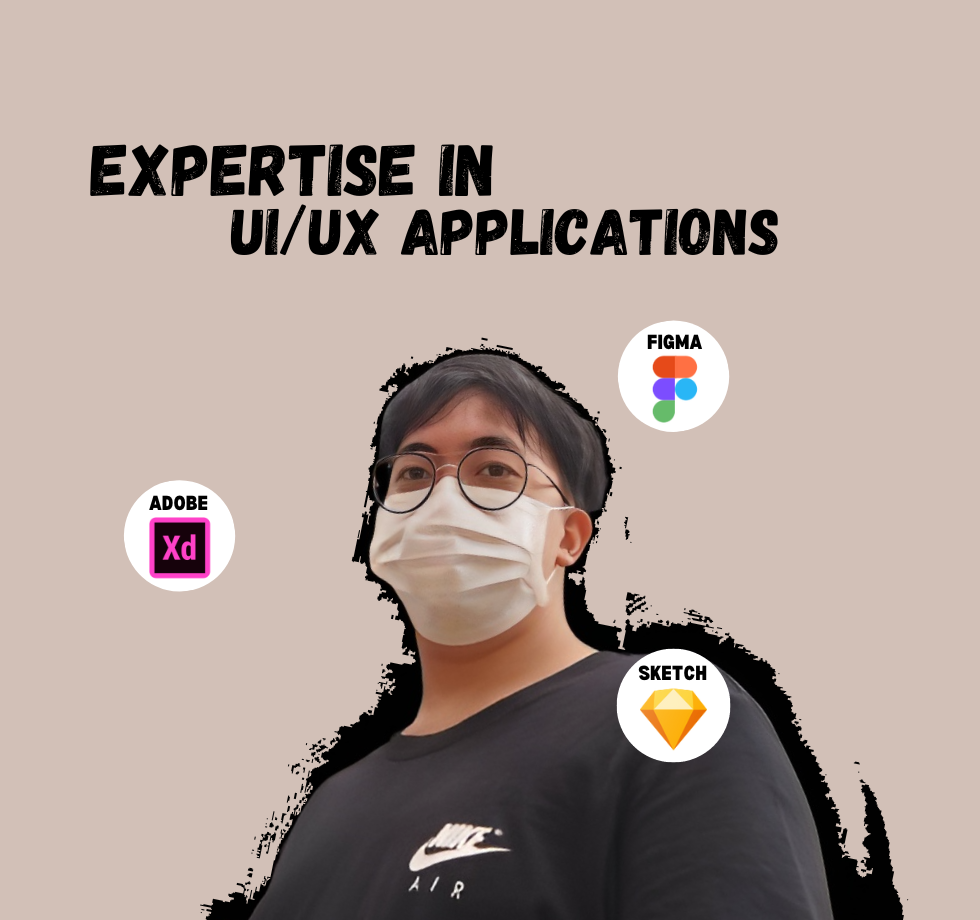 EXPERTISE IN
UI/UX APPLICATIONS
FIGMA
ADOBE
Xd
SKETCH
NIKE
AIR